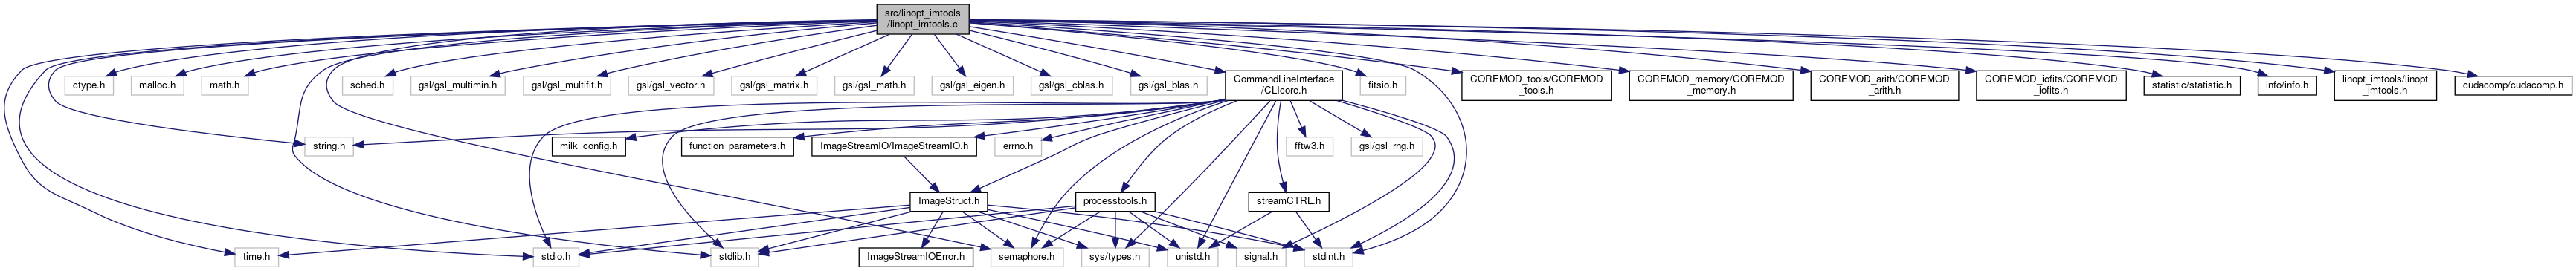 src/linopt_imtools
/linopt_imtools.c
ctype.h
malloc.h
math.h
sched.h
gsl/gsl_multimin.h
gsl/gsl_multifit.h
gsl/gsl_vector.h
gsl/gsl_matrix.h
gsl/gsl_math.h
gsl/gsl_eigen.h
gsl/gsl_cblas.h
gsl/gsl_blas.h
CommandLineInterface
/CLIcore.h
fitsio.h
COREMOD_tools/COREMOD
_tools.h
COREMOD_memory/COREMOD
_memory.h
COREMOD_arith/COREMOD
_arith.h
COREMOD_iofits/COREMOD
_iofits.h
statistic/statistic.h
info/info.h
linopt_imtools/linopt
_imtools.h
cudacomp/cudacomp.h
string.h
milk_config.h
function_parameters.h
ImageStreamIO/ImageStreamIO.h
errno.h
fftw3.h
gsl/gsl_rng.h
ImageStruct.h
processtools.h
streamCTRL.h
time.h
stdio.h
stdlib.h
ImageStreamIOError.h
semaphore.h
sys/types.h
unistd.h
signal.h
stdint.h